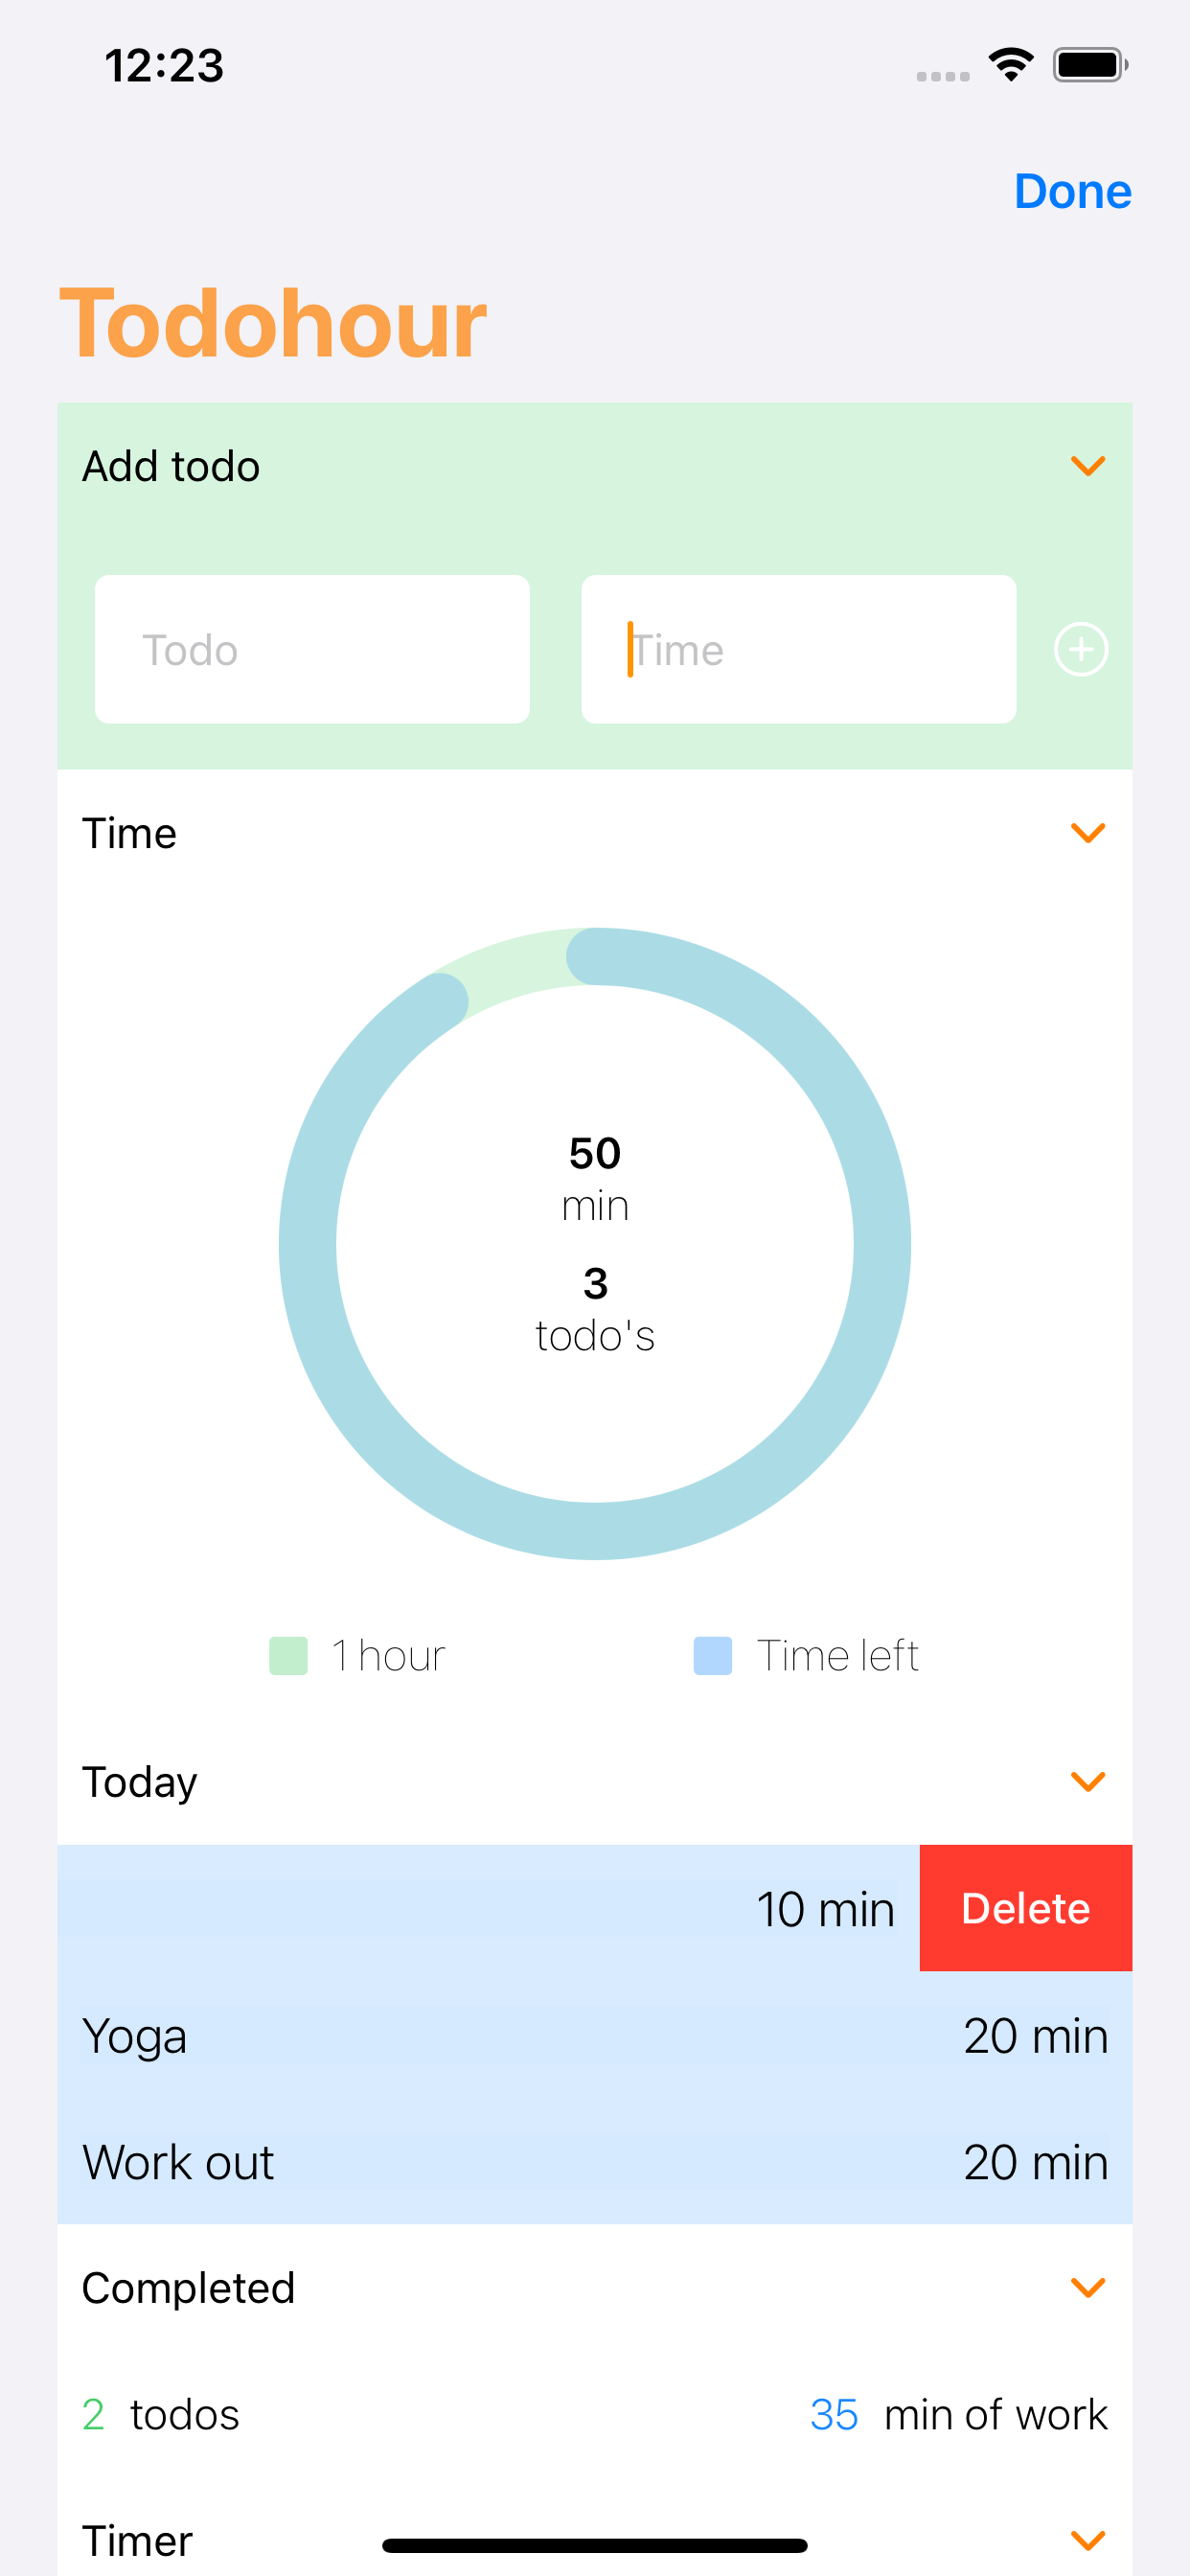 12:23
Done
Todohour
Add todo
Todo
Time
Time
50
min
3
todo's
1 hour
Time left
Today
10 min
Delete
Yoga
20 min
Work out
20 min
Completed
2 todos
35 min of work
Timer